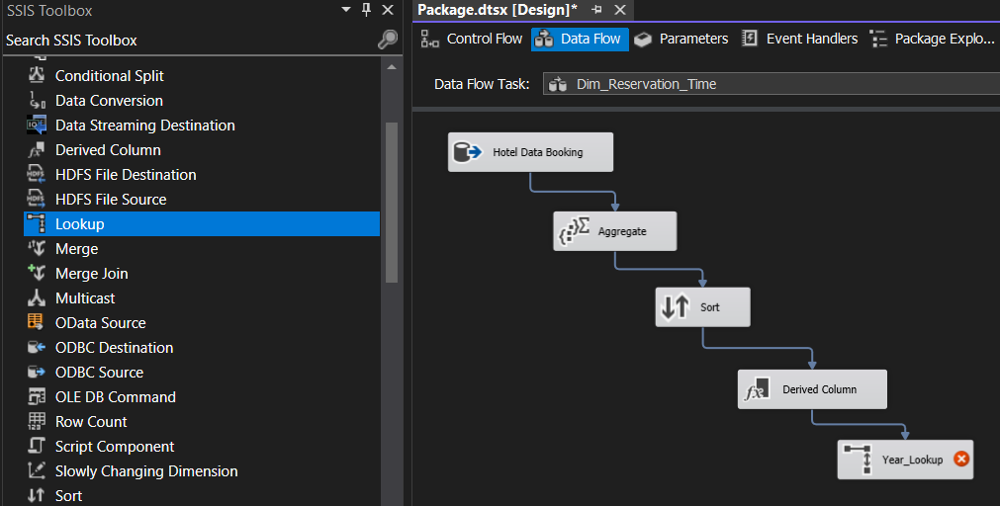 SSIS Toolbox
Search SSIS Toolbox
Conditional Split
Data Conversion
Data Streaming Destination
Derived Column
HDFS File Destination
HDFS File Source
Lookup
Merge
Merge Join
Multicast
OData Source
ODBC Destination
ODBC Source
OLE DB Command
Row Count
Script Component
Slowly Changing Dimension
Sort
Package.dtsx [Design]*
Control Flow
Data Flow
Parameters
Event Handlers
Package Explo...
Data Flow Task:
Dim_Reservation_Time
Hotel Data Booking
Aggregate
Sort
Derived Column
Year_Lookup